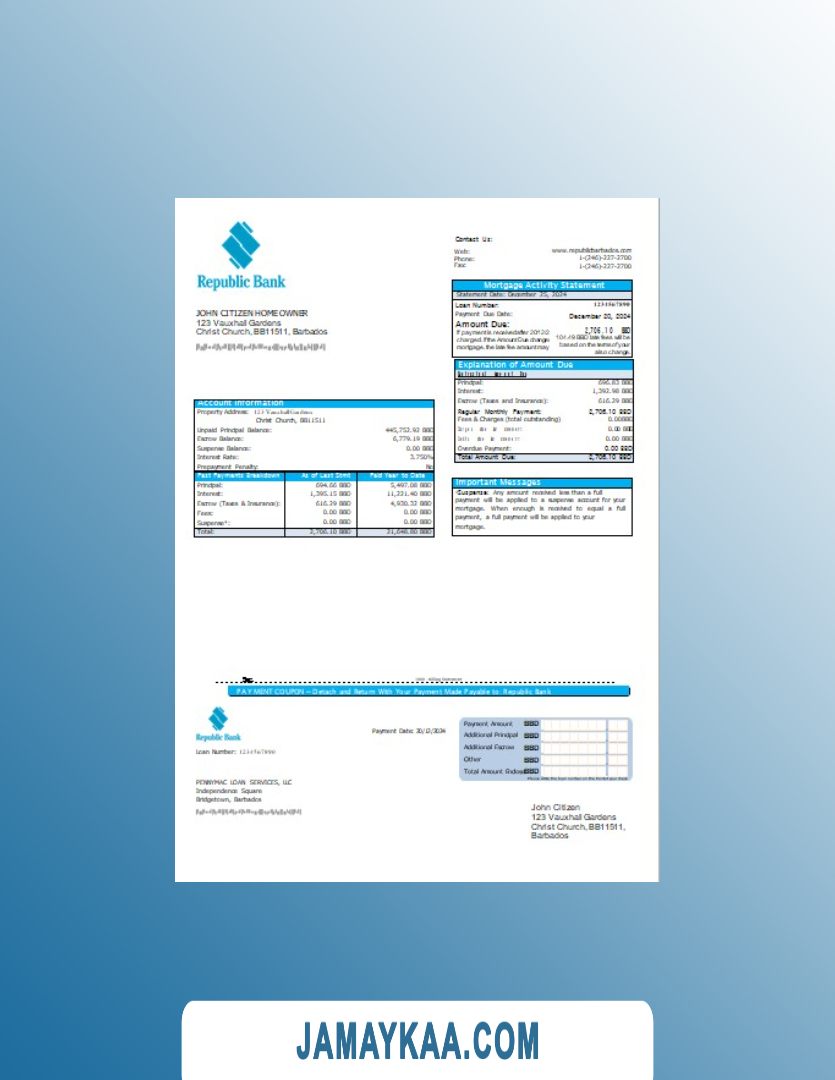 Republic Bank
Contact Us:
Web: www.republicbarbados.com
Phone: 1-(246)-227-2700
Fax: 1-(246)-227-2700
Mortgage Activity Statement
Statement Date: December 25, 2024
Loan Number: 1234567890
Payment Due Date: December 20, 2024
Amount Due: 2,706.10 BBD
If payment is received after 20/12/2
charged. If the Amount Due change
mortgage, the late fee amount may
104.49 BBD late fees will be
based on the terms of your
also change.
JOHN CITIZEN HOMEOWNER
123 Vauxhall Gardens
Christ Church, BB11511, Barbados
Explanation of Amount Due
Principal: 696.83 BBD
Interest: 1,392.98 BBD
Escrow (Taxes and Insurance): 616.29 BBD
Regular Monthly Payment: 2,706.10 BBD
Fees & Charges (total outstanding) 0.00BBD
0.00 BBD
0.00 BBD
Overdue Payment: 0.00 BBD
Total Amount Due: 2,706.10 BBD
Account Information
Property Address: 123 Vauxhall Gardens
Christ Church, BB11511
Unpaid Principal Balance: 445,752.92 BBD
Escrow Balance: 6,779.19 BBD
Suspense Balance: 0.00 BBD
Interest Rate: 3.750%
Prepayment Penalty: No
Past Payments Breakdown As of Last Stmt Paid Year to Date
Principal: 694.66 BBD 5,497.08 BBD
Interest: 1,395.15 BBD 11,221.40 BBD
Escrow (Taxes & Insurance): 616.29 BBD 4,930.32 BBD
Fees: 0.00 BBD 0.00 BBD
Suspense*: 0.00 BBD 0.00 BBD
Total: 2,706.10 BBD 21,648.80 BBD
Important Messages
*Suspense: Any amount received less than a full
payment will be applied to a suspense account for your
mortgage. When enough is received to equal a full
payment, a full payment will be applied to your
mortgage.
PAYMENT COUPON – Detach and Return With Your Payment Made Payable to: Republic Bank
Republic Bank
Loan Number: 1234567890
Payment Date: 20/12/2024
Payment Amount BBD
Additional Principal BBD
Additional Escrow BBD
Other BBD
Total Amount BBD
PENNYMAC LOAN SERVICES, LLC
Independence Square
Bridgetown, Barbados
John Citizen
123 Vauxhall Gardens
Christ Church, BB11511,
Barbados
JAMAYKAA.COM